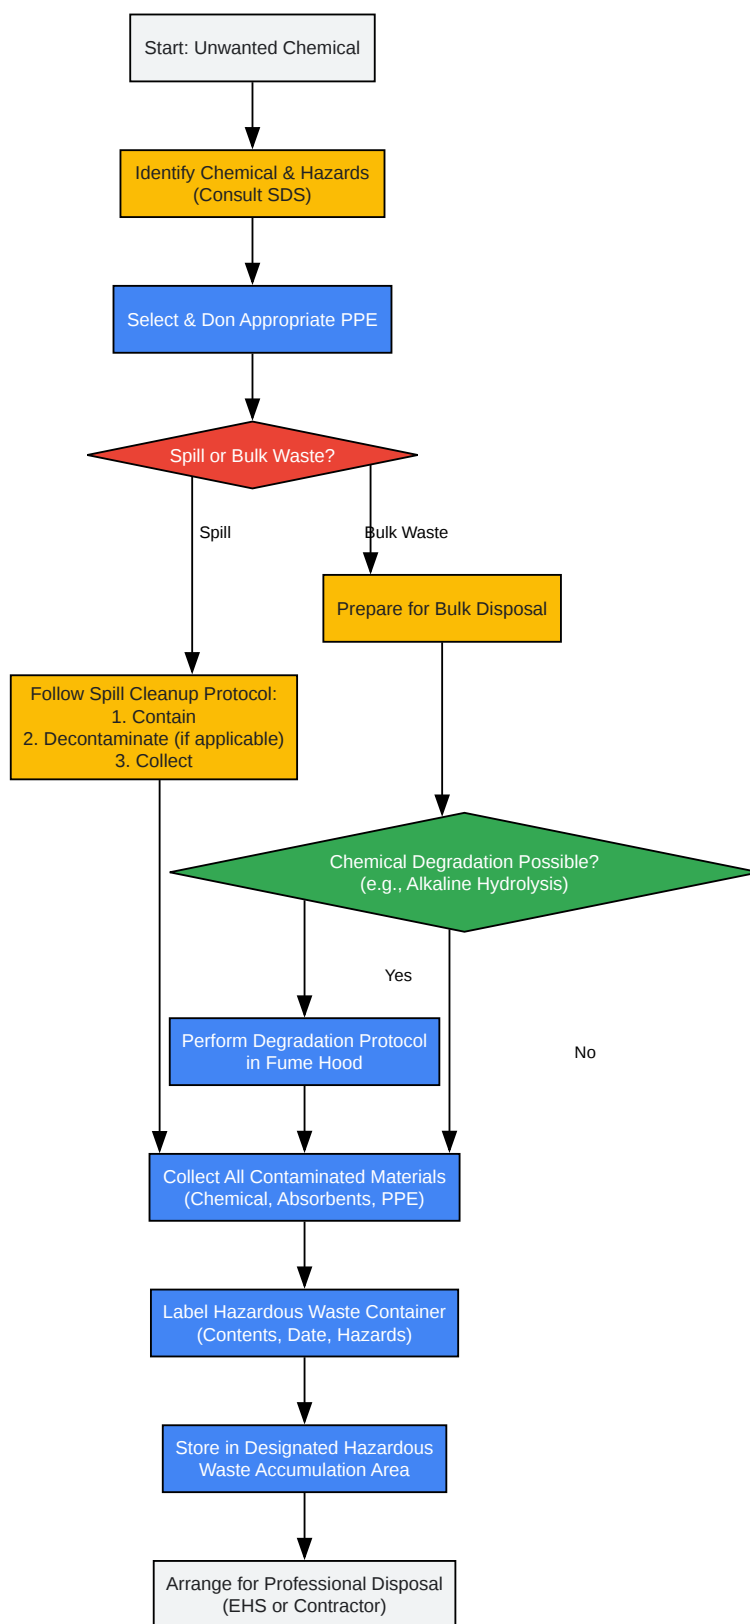 Start: Unwanted Chemical
Identify Chemical & Hazards
(Consult SDS)
Select & Don Appropriate PPE
Spill or Bulk Waste?
Spill
Bulk Waste
Prepare for Bulk Disposal
Follow Spill Cleanup Protocol:
1. Contain
2. Decontaminate (if applicable)
3. Collect
Chemical Degradation Possible?
(e.g., Alkaline Hydrolysis)
Yes
Perform Degradation Protocol
in Fume Hood
No
Collect All Contaminated Materials
(Chemical, Absorbents, PPE)
Label Hazardous Waste Container
(Contents, Date, Hazards)
Store in Designated Hazardous
Waste Accumulation Area
Arrange for Professional Disposal
(EHS or Contractor)